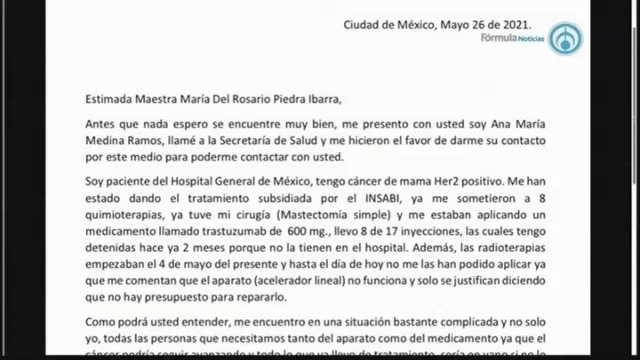 Ciudad de México, Mayo 26 de 2021.
Fórmula Noticias
Estimada Maestra María Del Rosario Piedra Ibarra,
Antes que nada espero se encuentre muy bien, me presento con usted soy Ana María
Medina Ramos, llamé a la Secretaría de Salud y me hicieron el favor de darme su contacto
por este medio para poderme contactar con usted.
Soy paciente del Hospital General de México, tengo cáncer de mama Her2 positivo. Me han
estado dando el tratamiento subsidiada por el INSABI, ya me sometieron a 8
quimioterapias, ya tuve mi cirugía (Mastectomía simple) y me estaban aplicando un
medicamento llamado trastuzumab de 600 mg., llevo 8 de 17 inyecciones, las cuales tengo
detenidas hace ya 2 meses porque no la tienen en el hospital. Además, las radioterapias
empezaban el 4 de mayo del presente y hasta el día de hoy no me las han podido aplicar ya
que me comentan que el aparato (acelerador lineal) no funciona y solo se justifican diciendo
que no hay presupuesto para repararlo.
Como podrá usted entender, me encuentro en una situación bastante complicada y no solo
yo, todas las personas que necesitamos tanto del aparato como del medicamento ya que el